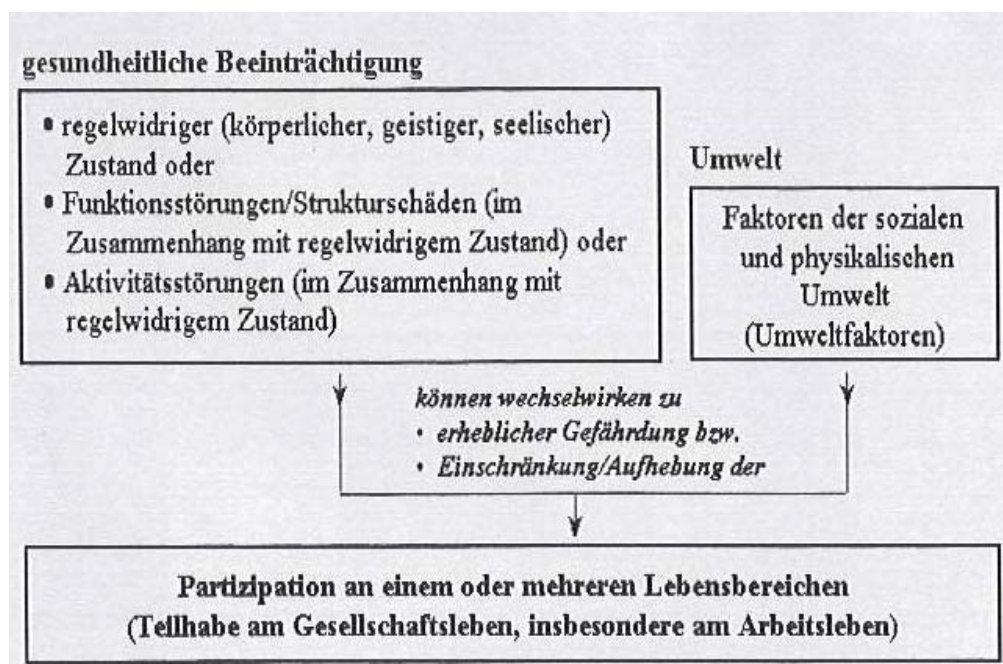 gesundheitliche Beeinträchtigung
• regelwidriger (körperlicher, geistiger, seelischer)
Zustand oder
• Funktionsstörungen/Strukturschäden (im
Zusammenhang mit regelwidrigem Zustand) oder
• Aktivitätsstörungen (im Zusammenhang mit
regelwidrigem Zustand)
Umwelt
Faktoren der sozialen
und physikalischen
Umwelt
(Umweltfaktoren)
können wechselwirken zu
• erheblicher Gefährdung bzw.
• Einschränkung/Aufhebung der
Partizipation an einem oder mehreren Lebensbereichen
(Teilhabe am Gesellschaftsleben, insbesondere am Arbeitsleben)